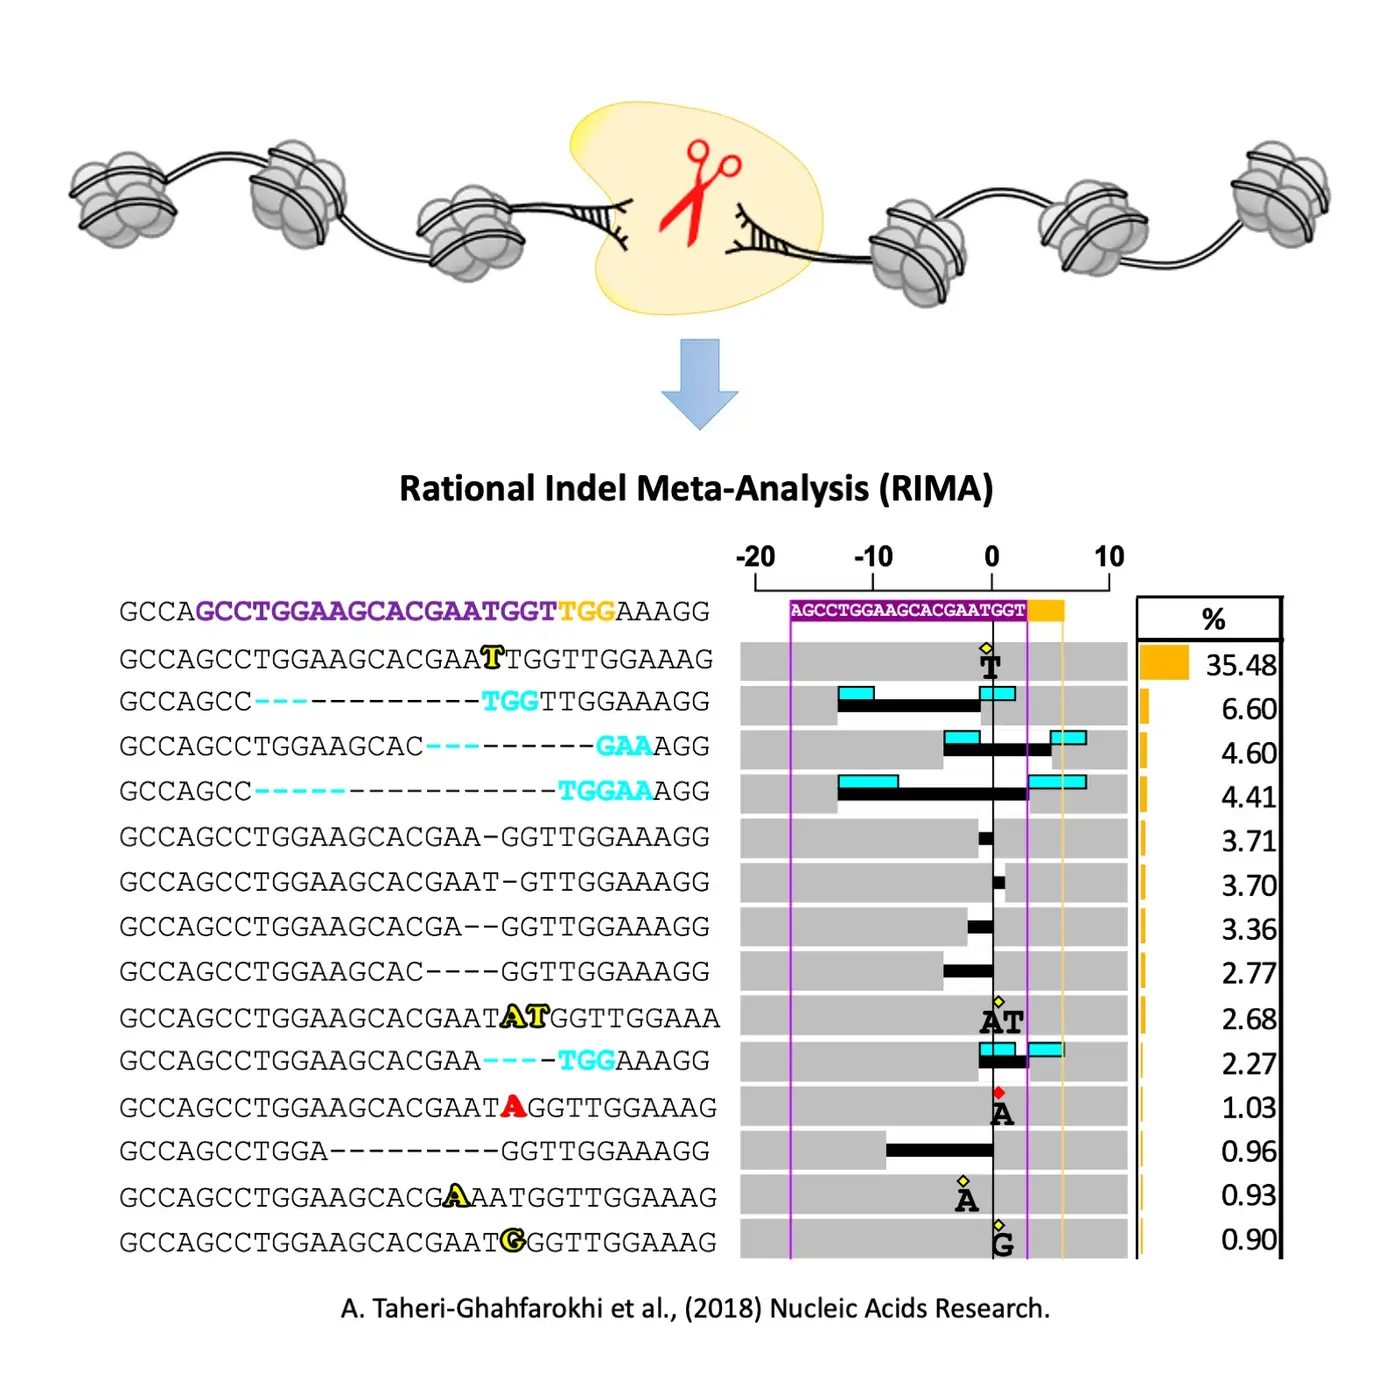 Rational Indel Meta-Analysis (RIMA)
-20 -10 0 10
GCCAGCCTGGAAGCACGAATGGTTGGAAAGG AGCCTGGAAGCACGAATGGT %
GCCAGCCTGGAAGCACGAATTGGTTGGAAAG T 35.48
GCCAGCC------------TGGTTGGAAAGG 6.60
GCCAGCCTGGAAGCAC---------GAAAGG 4.60
GCCAGCC----------------TGGAAAGG 4.41
GCCAGCCTGGAAGCACGAA-GGTTGGAAAGG 3.71
GCCAGCCTGGAAGCACGAAT-GTTGGAAAGG 3.70
GCCAGCCTGGAAGCACGA--GGTTGGAAAGG 3.36
GCCAGCCTGGAAGCAC----GGTTGGAAAGG 2.77
GCCAGCCTGGAAGCACGAATATGGTTGGAAA AT 2.68
GCCAGCCTGGAAGCACGAA----TGGAAAGG 2.27
GCCAGCCTGGAAGCACGAATAGGTTGGAAAG A 1.03
GCCAGCCTGGA---------GGTTGGAAAGG 0.96
GCCAGCCTGGAAGCACGAAATGGTTGGAAAG A 0.93
GCCAGCCTGGAAGCACGAATGGGTTGGAAAG G 0.90
A. Taheri-Ghahfarokhi et al., (2018) Nucleic Acids Research.